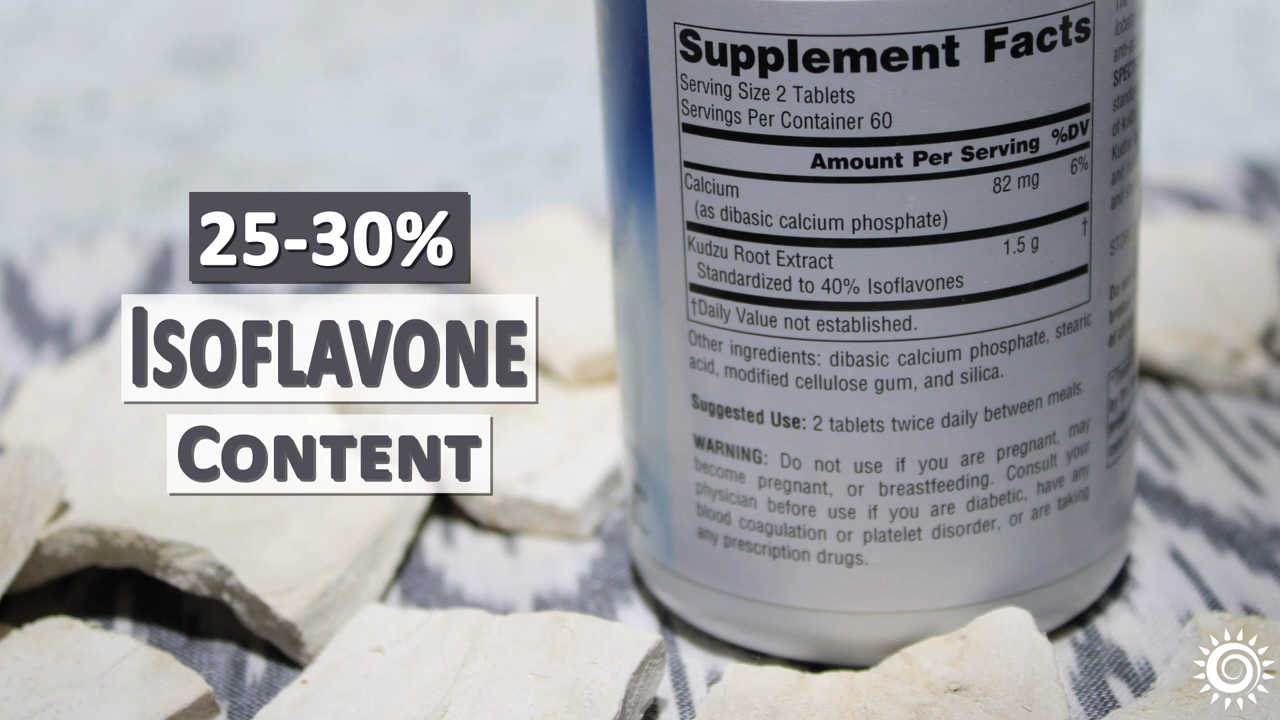 25-30%
ISOFLAVONE
CONTENT
Supplement Facts
Serving Size 2 Tablets
Servings Per Container 60
Amount Per Serving %DV
Calcium 82 mg 6%
(as dibasic calcium phosphate)
Kudzu Root Extract 1.5 g †
Standardized to 40% Isoflavones
†Daily Value not established.
Other ingredients: dibasic calcium phosphate, stearic
acid, modified cellulose gum, and silica.
Suggested Use: 2 tablets twice daily between meals.
WARNING: Do not use if you are pregnant, may
become pregnant, or breastfeeding. Consult your
physician before use if you are diabetic, have any
blood coagulation or platelet disorder, or are taking
any prescription drugs.